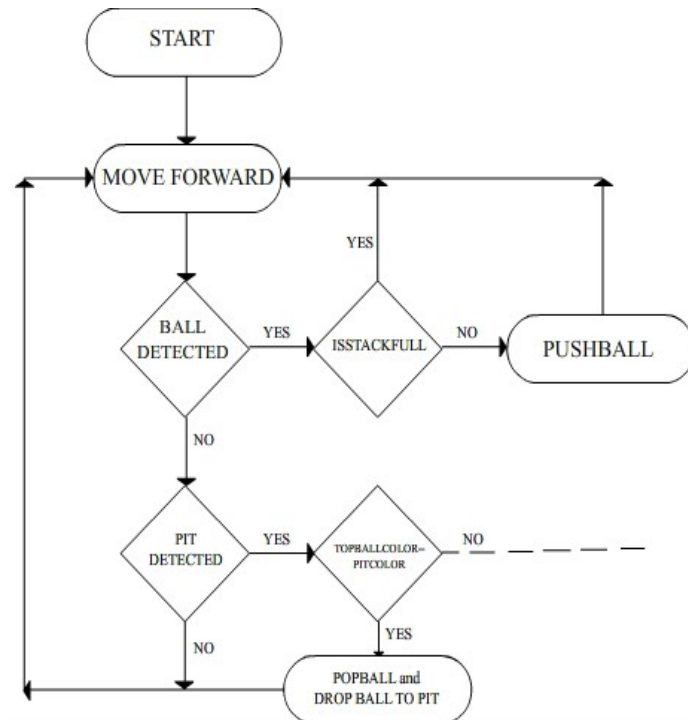 START
MOVE FORWARD
YES
BALL
DETECTED
YES
ISSTACKFULL
NO
PUSHBALL
NO
PIT
DETECTED
YES
TOPBALLCOLOR=
PITCOLOR
NO
NO
YES
POPBALL and
DROP BALL TO PIT